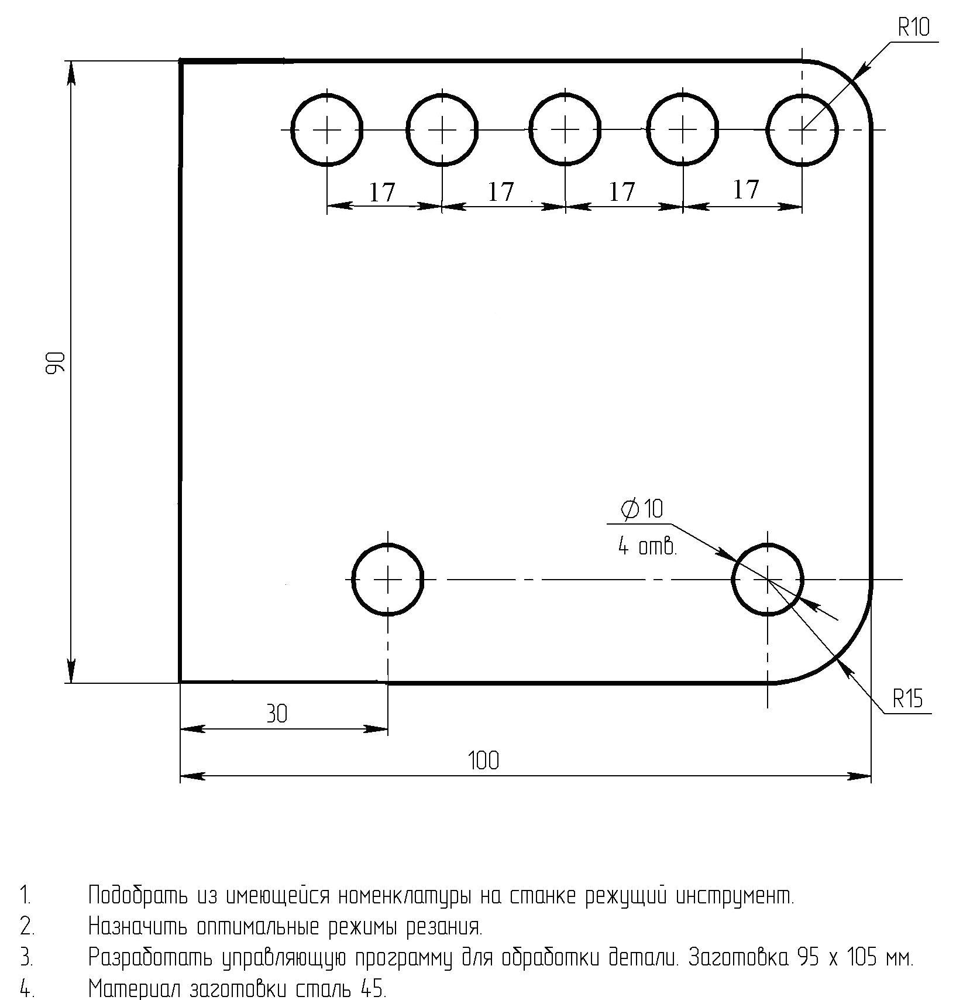 R10
17 17 17 17
90
⌀10
4 отв.
R15
30
100
1. Подобрать из имеющейся номенклатуры на станке режущий инструмент.
2. Назначить оптимальные режимы резания.
3. Разработать управляющую программу для обработки детали. Заготовка 95 х 105 мм.
4. Материал заготовки сталь 45.